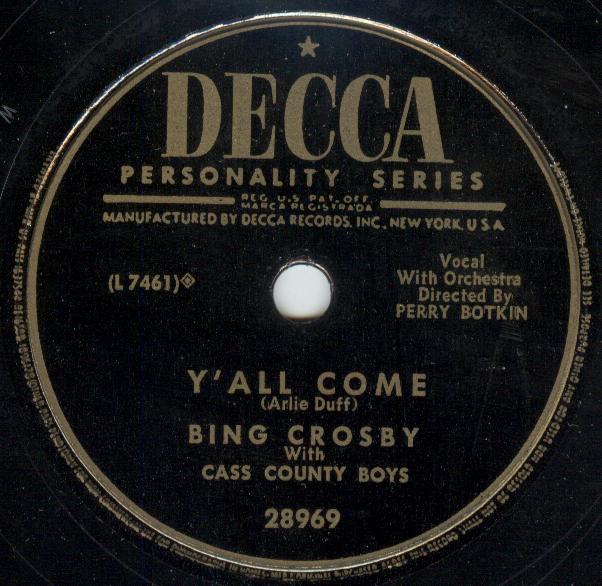 DECCA
PERSONALITY SERIES
REG. U.S. PAT. OFF.
MARCA REGISTRADA
MANUFACTURED BY DECCA RECORDS, INC., NEW YORK, U S A
(L 7461)
Vocal
With Orchestra
Directed By
PERRY BOTKIN
Y'ALL COME
(Arlie Duff)
BING CROSBY
With
CASS COUNTY BOYS
28969